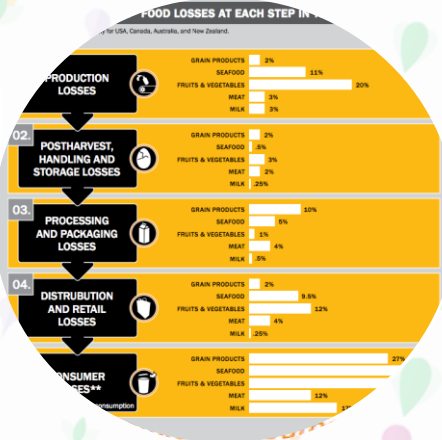 FOOD LOSSES AT EACH STEP IN
for USA, Canada, Australia, and New Zealand.
PRODUCTION
LOSSES
GRAIN PRODUCTS 2%
SEAFOOD 11%
FRUITS & VEGETABLES 20%
MEAT 3%
MILK 3%
02.
POSTHARVEST,
HANDLING AND
STORAGE LOSSES
GRAIN PRODUCTS 2%
SEAFOOD .5%
FRUITS & VEGETABLES 3%
MEAT 2%
MILK .25%
03.
PROCESSING
AND PACKAGING
LOSSES
GRAIN PRODUCTS 10%
SEAFOOD 5%
FRUITS & VEGETABLES 1%
MEAT 4%
MILK .5%
04.
DISTRUBUTION
AND RETAIL
LOSSES
GRAIN PRODUCTS 2%
SEAFOOD 9.5%
FRUITS & VEGETABLES 12%
MEAT 4%
MILK .25%
GRAIN PRODUCTS 27%
SEAFOOD
FRUITS & VEGETABLES
MEAT 12%
MILK